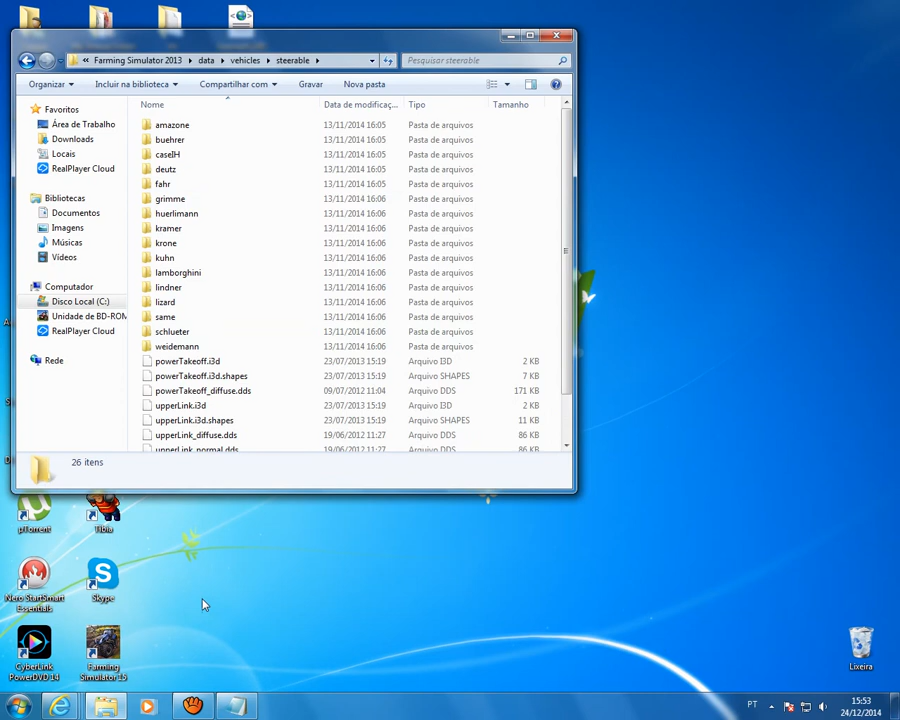 « Farming Simulator 2013 ▸ data ▸ vehicles ▸ steerable
Pesquisar steerable
Organizar Incluir na biblioteca Compartilhar com Gravar Nova pasta
Nome Data de modificaç... Tipo Tamanho
Favoritos
Área de Trabalho
Downloads
Locais
RealPlayer Cloud
Bibliotecas
Documentos
Imagens
Músicas
Vídeos
Computador
Disco Local (C:)
Unidade de BD-ROM
RealPlayer Cloud
Rede
amazone 13/11/2014 16:05 Pasta de arquivos
buehrer 13/11/2014 16:05 Pasta de arquivos
caseIH 13/11/2014 16:05 Pasta de arquivos
deutz 13/11/2014 16:05 Pasta de arquivos
fahr 13/11/2014 16:05 Pasta de arquivos
grimme 13/11/2014 16:06 Pasta de arquivos
huerlimann 13/11/2014 16:06 Pasta de arquivos
kramer 13/11/2014 16:06 Pasta de arquivos
krone 13/11/2014 16:06 Pasta de arquivos
kuhn 13/11/2014 16:06 Pasta de arquivos
lamborghini 13/11/2014 16:06 Pasta de arquivos
lindner 13/11/2014 16:06 Pasta de arquivos
lizard 13/11/2014 16:06 Pasta de arquivos
same 13/11/2014 16:06 Pasta de arquivos
schlueter 13/11/2014 16:06 Pasta de arquivos
weidemann 13/11/2014 16:06 Pasta de arquivos
powerTakeoff.i3d 23/07/2013 15:19 Arquivo I3D 2 KB
powerTakeoff.i3d.shapes 23/07/2013 15:19 Arquivo SHAPES 7 KB
powerTakeoff_diffuse.dds 09/07/2012 11:04 Arquivo DDS 171 KB
upperLink.i3d 23/07/2013 15:19 Arquivo I3D 2 KB
upperLink.i3d.shapes 23/07/2013 15:19 Arquivo SHAPES 11 KB
upperLink_diffuse.dds 19/06/2012 11:27 Arquivo DDS 86 KB
upperLink_normal.dds 19/06/2012 11:27 Arquivo DDS 86 KB
26 itens
µTorrent
Tibia
Nero StartSmart Essentials
Skype
CyberLink PowerDVD 14
Farming Simulator 15
Lixeira
PT
15:53
24/12/2014